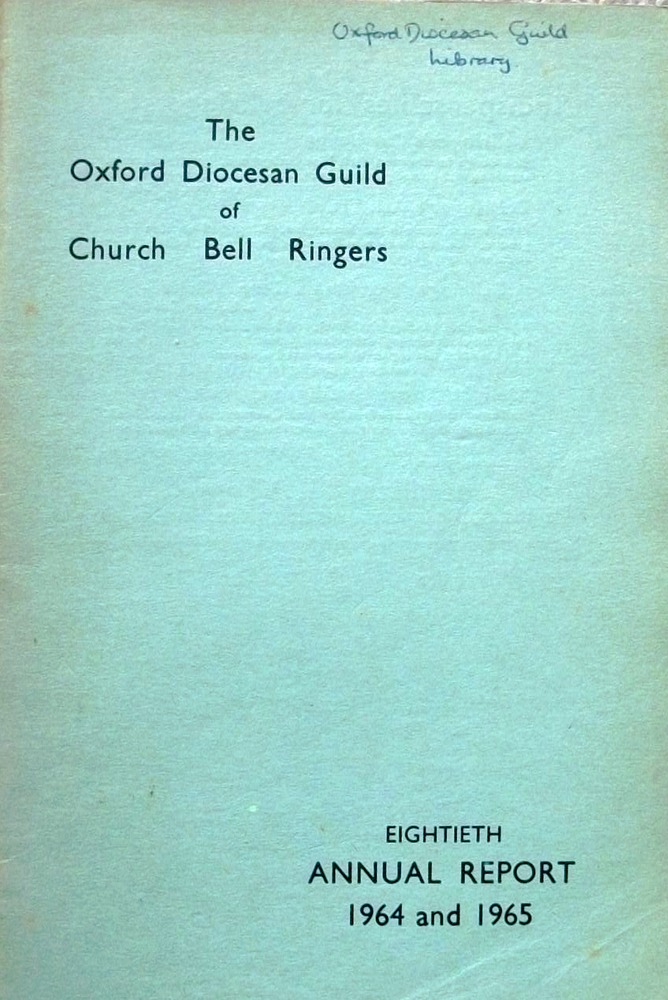 Oxford Diocesan Guild
Library
The
Oxford Diocesan Guild
of
Church Bell Ringers
EIGHTIETH
ANNUAL REPORT
1964 and 1965